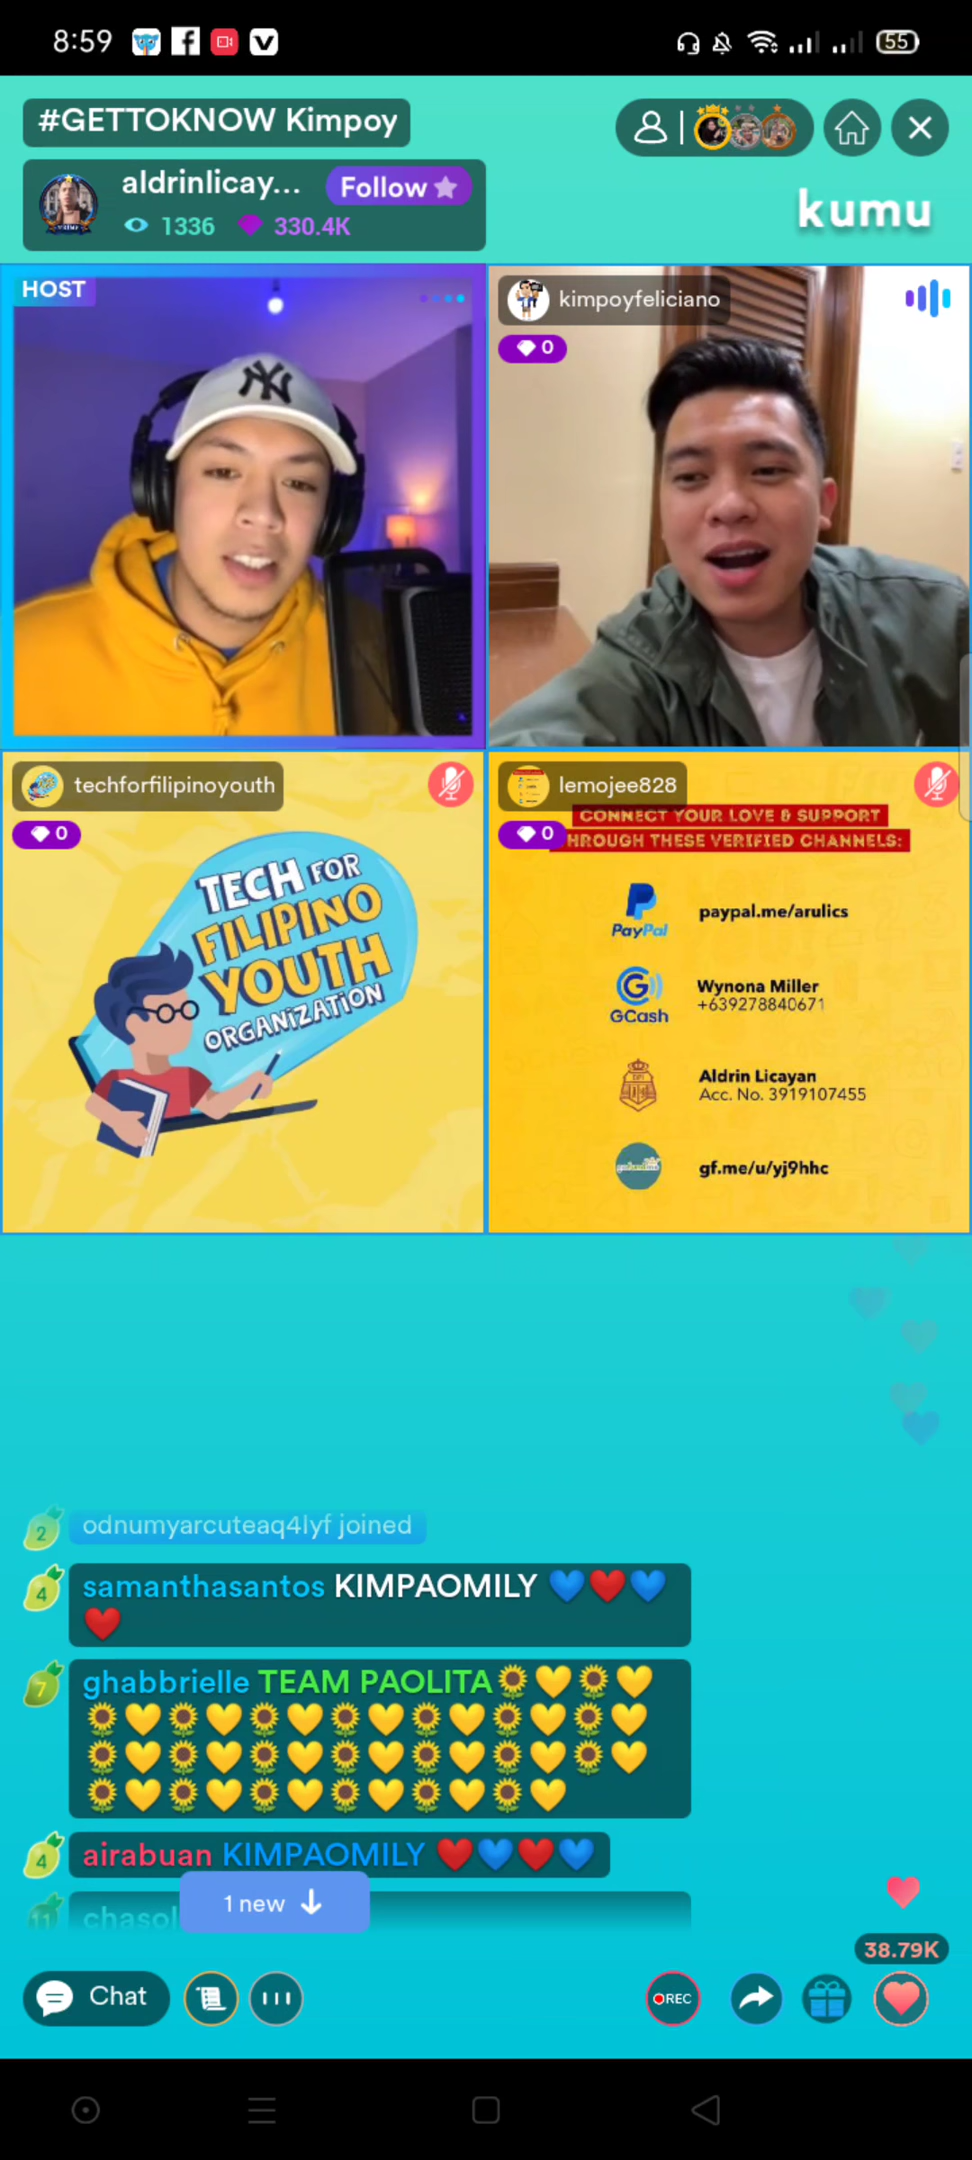 8:59
55
#GETTOKNOW Kimpoy
aldrinlicay... Follow
1336 330.4K
kumu
HOST
NY
kimpoyfeliciano
0
techforfilipinoyouth
0
TECH FOR
FILIPINO
YOUTH
ORGANIZATION
lemojee828
0
CONNECT YOUR LOVE & SUPPORT
HROUGH THESE VERIFIED CHANNELS:
PayPal
paypal.me/arulics
GCash
Wynona Miller
+639278840671
Aldrin Licayan
Acc. No. 3919107455
gf.me/u/yj9hhc
2 odnumyarcuteaq4lyf joined
4 samanthasantos KIMPAOMILY 💙❤️💙
❤️
7 ghabbrielle TEAM PAOLITA🌻💛🌻💛
🌻💛🌻💛🌻💛🌻💛🌻💛🌻💛🌻💛
🌻💛🌻💛🌻💛🌻💛🌻💛🌻💛🌻💛
🌻💛🌻💛🌻💛🌻💛🌻💛🌻💛
4 airabuan KIMPAOMILY ❤️💙❤️💙
11 chasol
1 new ↓
38.79K
Chat
REC